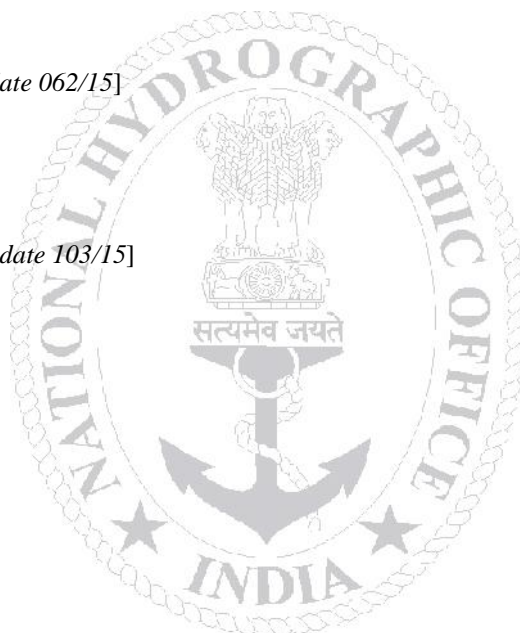 ate 062/15]
date 103/15]
NATIONAL HYDROGRAPHIC OFFICE
सत्यमेव जयते
INDIA